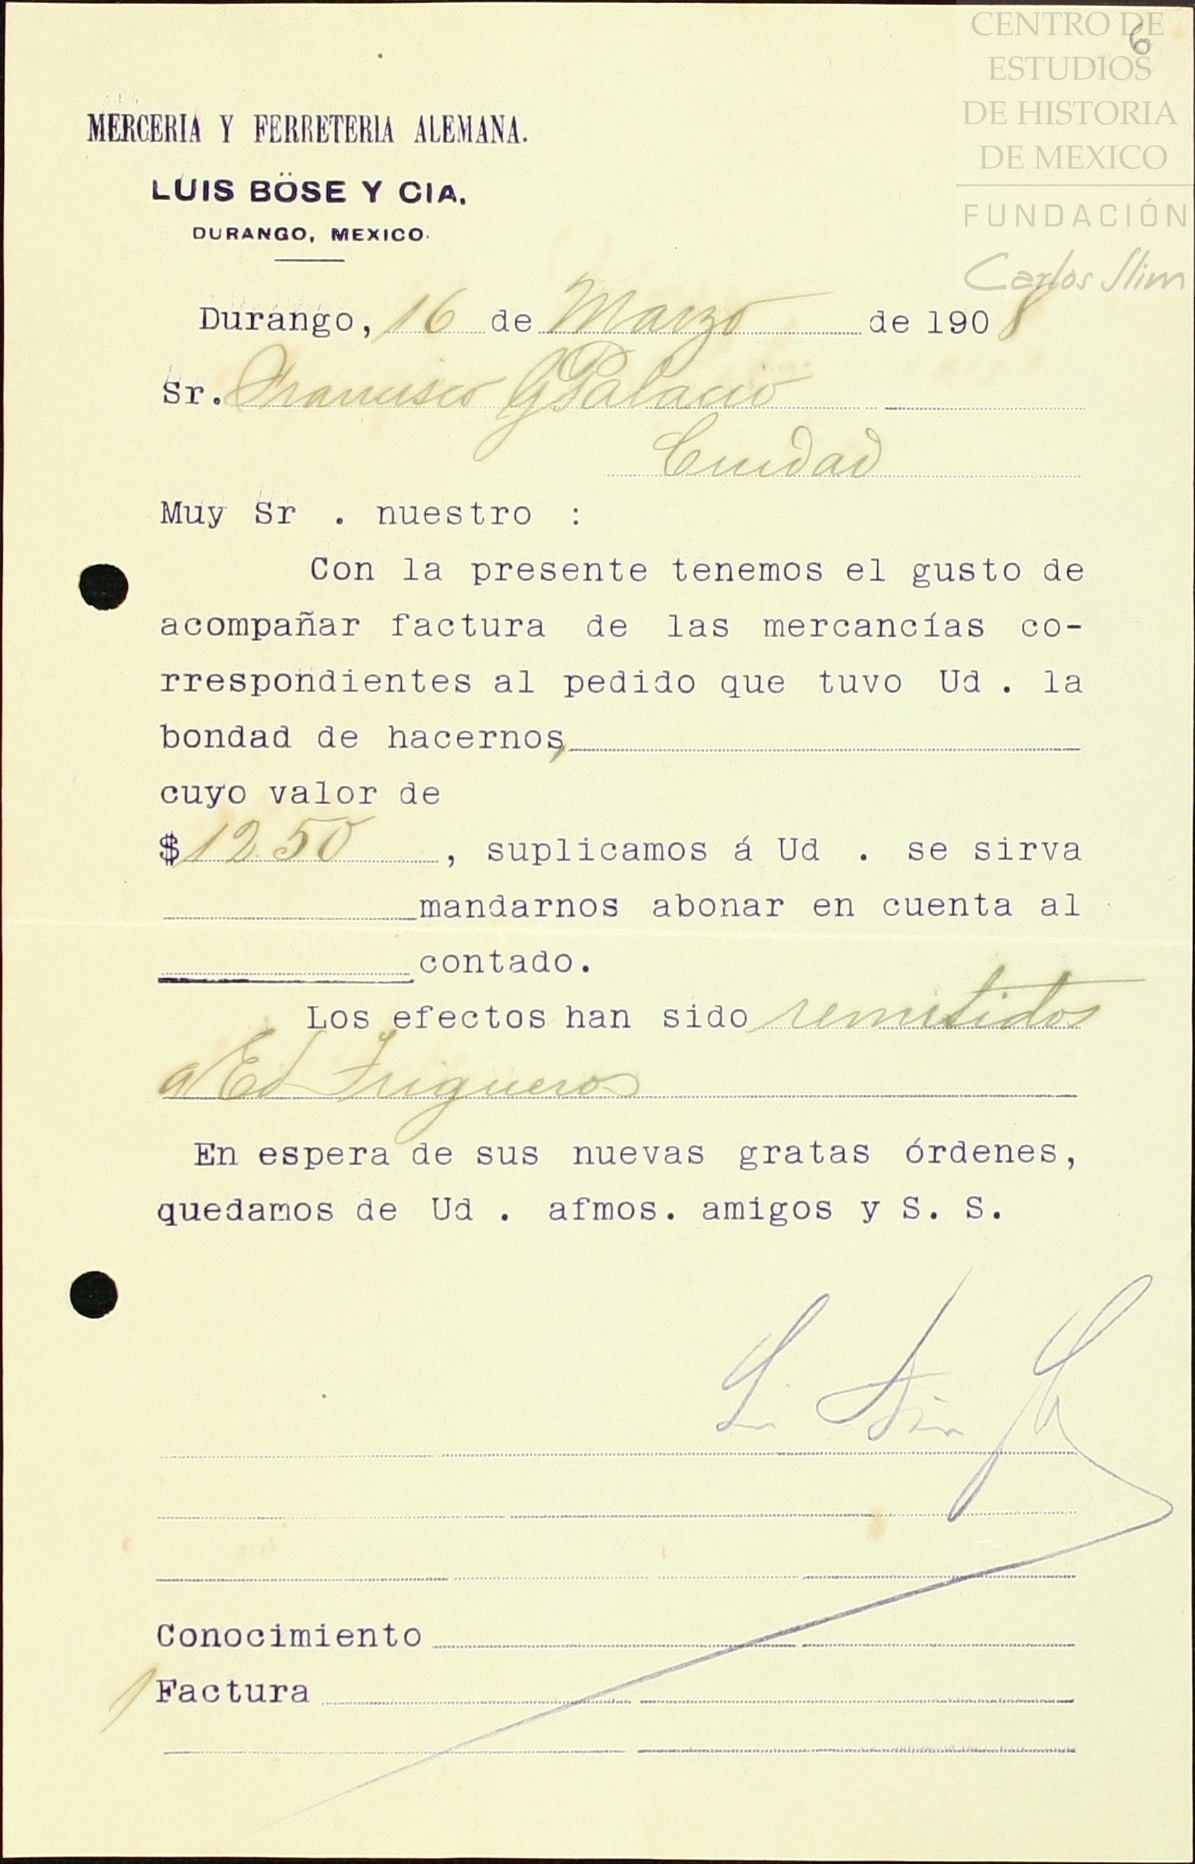 CENTRO DE
ESTUDIOS
DE HISTORIA
DE MEXICO
FUNDACIÓN
Carlos Slim
6
MERCERIA Y FERRETERIA ALEMANA.
LUIS BÖSE Y CIA.
DURANGO, MEXICO.
Durango, 16 de Marzo de 1908
Sr. Francisco G Palacio
Ciudad
Muy Sr . nuestro :
Con la presente tenemos el gusto de
acompañar factura de las mercancías co-
rrespondientes al pedido que tuvo Ud . la
bondad de hacernos,
cuyo valor de
$ 12.50 , suplicamos á Ud . se sirva
mandarnos abonar en cuenta al
contado.
Los efectos han sido remitidos
a Ed Trigueros
En espera de sus nuevas gratas órdenes,
quedamos de Ud . afmos. amigos y S. S.
Conocimiento
1 Factura